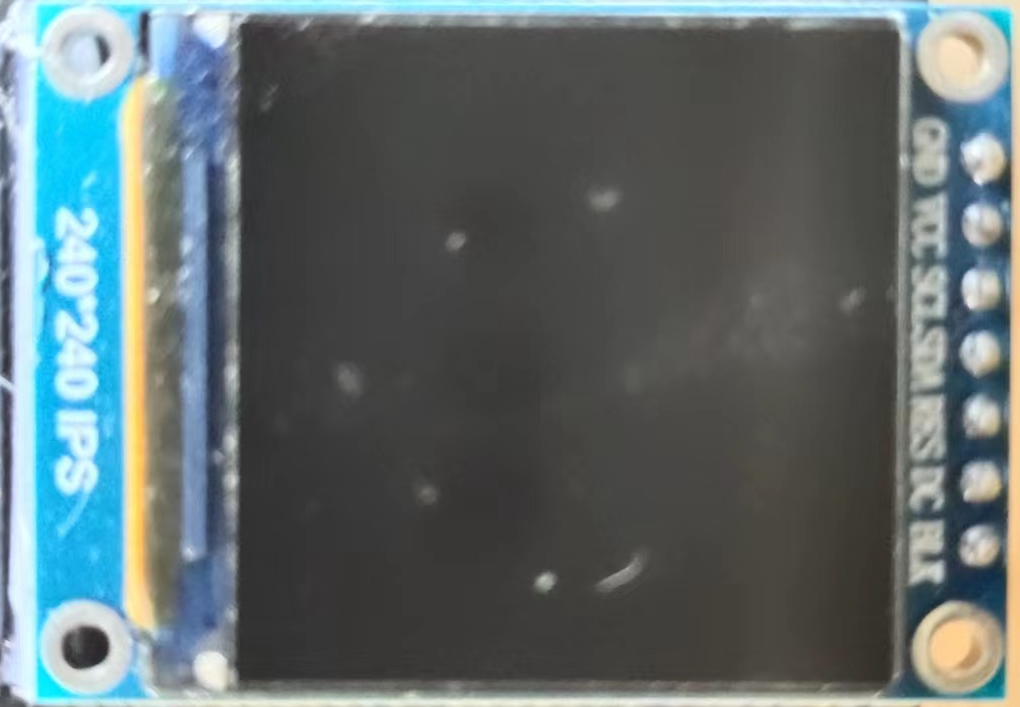 240*240 IPS
GND VCC SCL SDA RES DC BLK